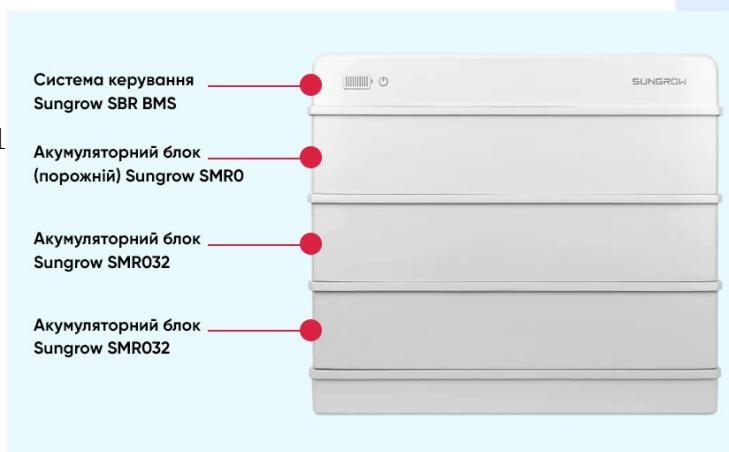 Система керування
Sungrow SBR BMS
SUNGROW
Акумуляторний блок
(порожній) Sungrow SMR0
Акумуляторний блок
Sungrow SMR032
Акумуляторний блок
Sungrow SMR032